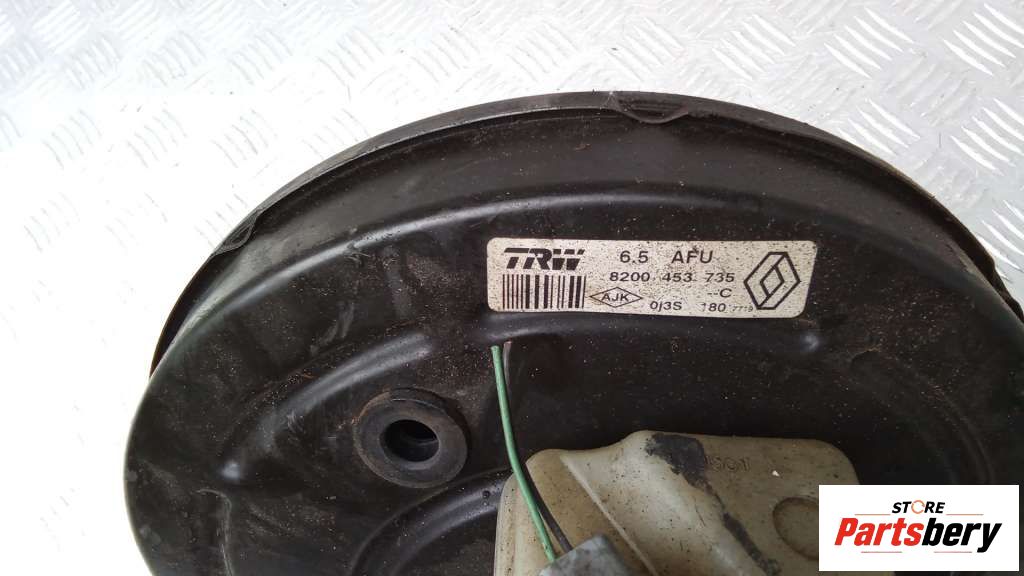 TRW 6.5 AFU
8200 453 735
-C
AJK 0j3S 180 7719
STORE
Partsbery